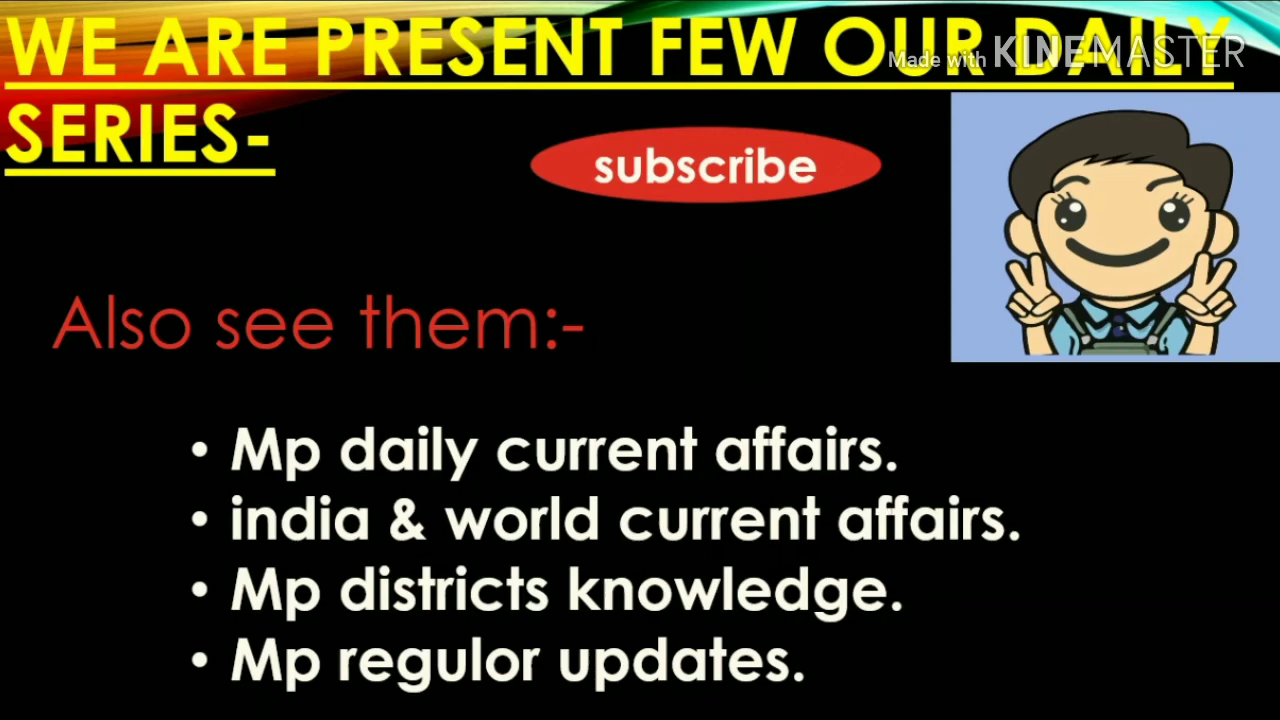 WE ARE PRESENT FEW OUR DAILY
SERIES-
Made with KINEMASTER
subscribe
Also see them:-
• Mp daily current affairs.
• india & world current affairs.
• Mp districts knowledge.
• Mp regulor updates.